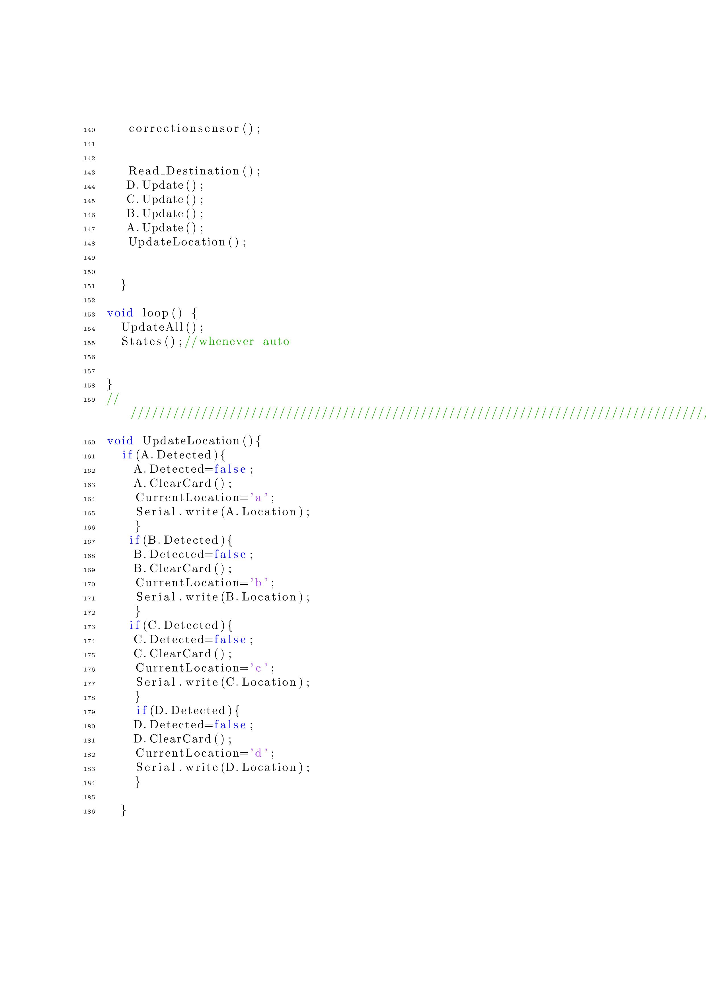 140 correctionsensor();
141
142
143 Read_Destination();
144 D.Update();
145 C.Update();
146 B.Update();
147 A.Update();
148 UpdateLocation();
149
150
151 }
152
153 void loop() {
154 UpdateAll();
155 States();//whenever auto
156
157
158 }
159 //
//////////////////////////////////////////////////////////////////////////////////
160 void UpdateLocation(){
161 if(A.Detected){
162 A.Detected=false;
163 A.ClearCard();
164 CurrentLocation='a';
165 Serial.write(A.Location);
166 }
167 if(B.Detected){
168 B.Detected=false;
169 B.ClearCard();
170 CurrentLocation='b';
171 Serial.write(B.Location);
172 }
173 if(C.Detected){
174 C.Detected=false;
175 C.ClearCard();
176 CurrentLocation='c';
177 Serial.write(C.Location);
178 }
179 if(D.Detected){
180 D.Detected=false;
181 D.ClearCard();
182 CurrentLocation='d';
183 Serial.write(D.Location);
184 }
185
186 }